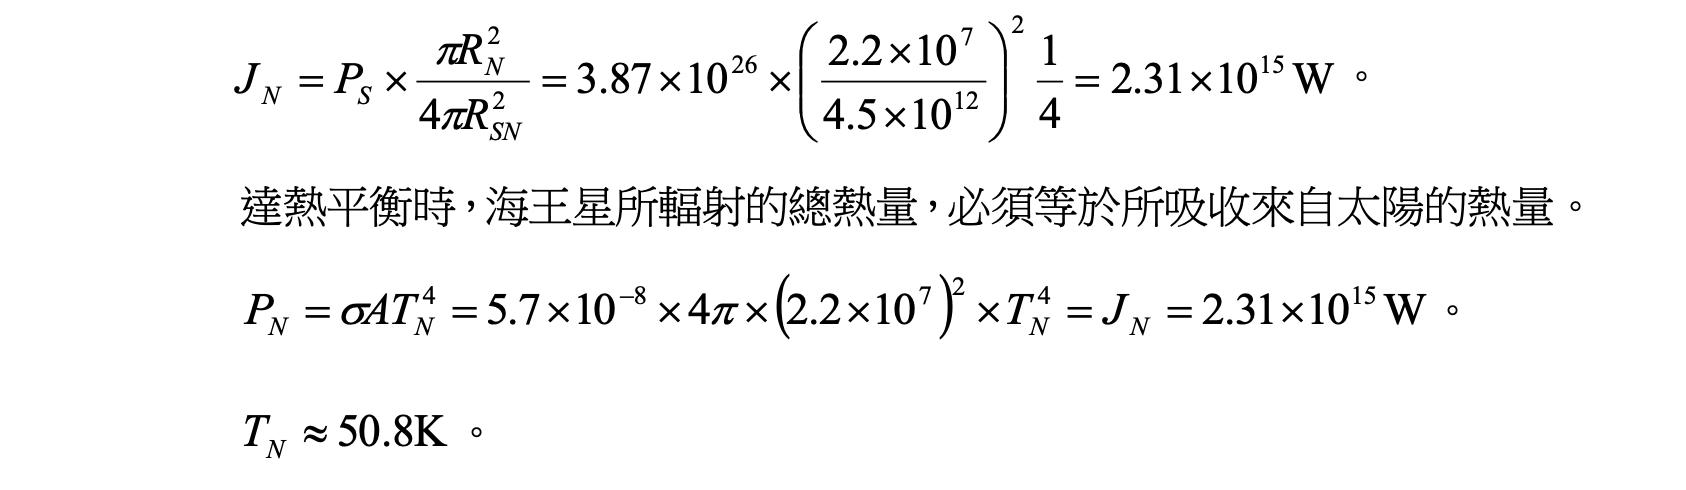 J_N = P_S × πR_N^2 / 4πR_SN^2 = 3.87×10^26 × (2.2×10^7 / 4.5×10^12)^2 1/4 = 2.31×10^15 W。
達熱平衡時，海王星所輻射的總熱量，必須等於所吸收來自太陽的熱量。
P_N = σAT_N^4 = 5.7×10^−8 × 4π × (2.2×10^7)^2 × T_N^4 = J_N = 2.31×10^15 W。
T_N ≈ 50.8K。